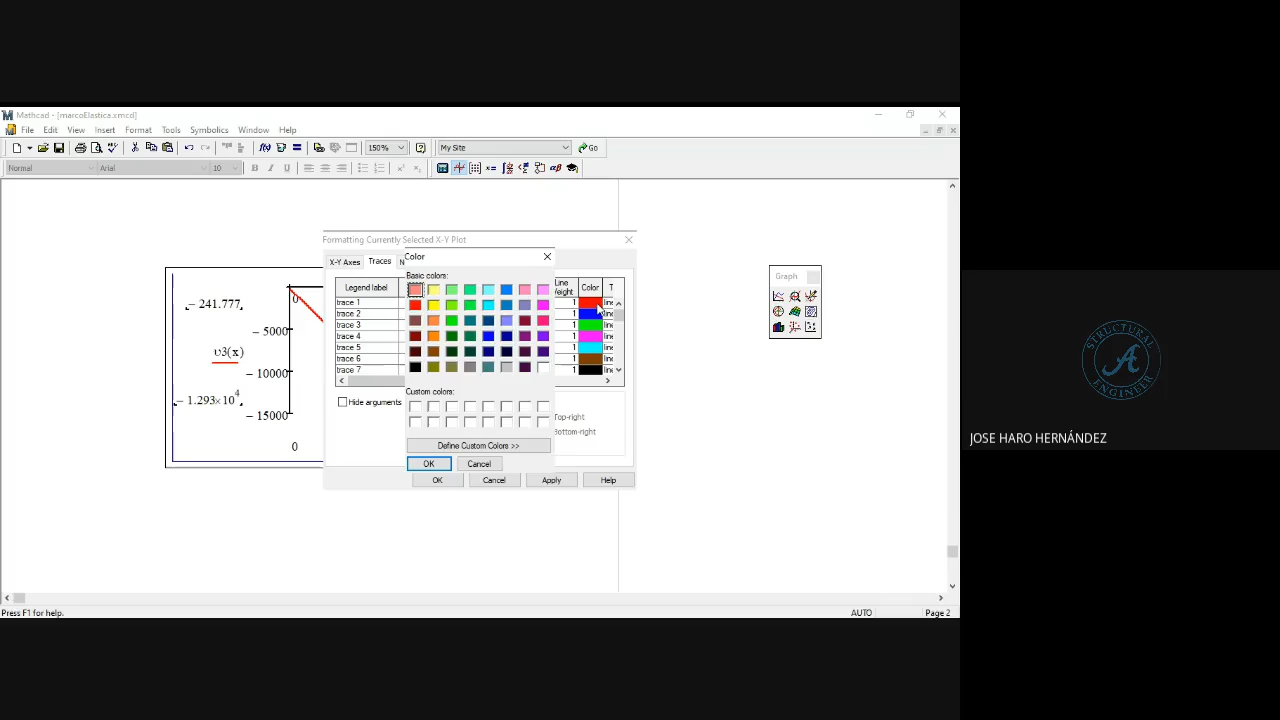 Mathcad - [marcoElastica.xmcd]
File Edit View Insert Format Tools Symbolics Window Help
150% My Site Go
Normal Arial 10 B I U
Formatting Currently Selected X-Y Plot
X-Y Axes Traces
Color
Basic colors:
Custom colors:
Define Custom Colors >>
OK Cancel
Legend label
trace 1
trace 2
trace 3
trace 4
trace 5
trace 6
trace 7
Line
Color
1
1
1
1
1
1
1
Hide arguments
Top-right
Bottom-right
OK Cancel Apply Help
− 241.777
υ3(x)
− 1.293×10⁴
0
− 5000
− 10000
− 15000
0
Graph
Press F1 for help.
AUTO Page 2
STRUCTURAL
A
ENGINEER
JOSE HARO HERNÁNDEZ